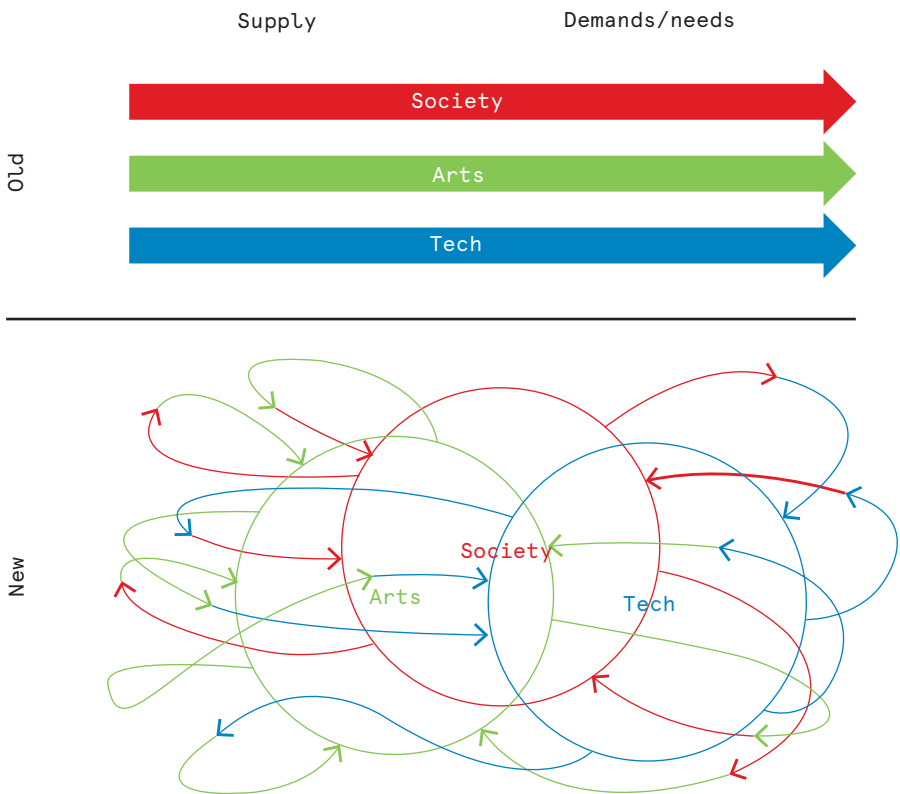 Supply
Demands/needs
Old
Society
Arts
Tech
New
Society
Arts
Tech